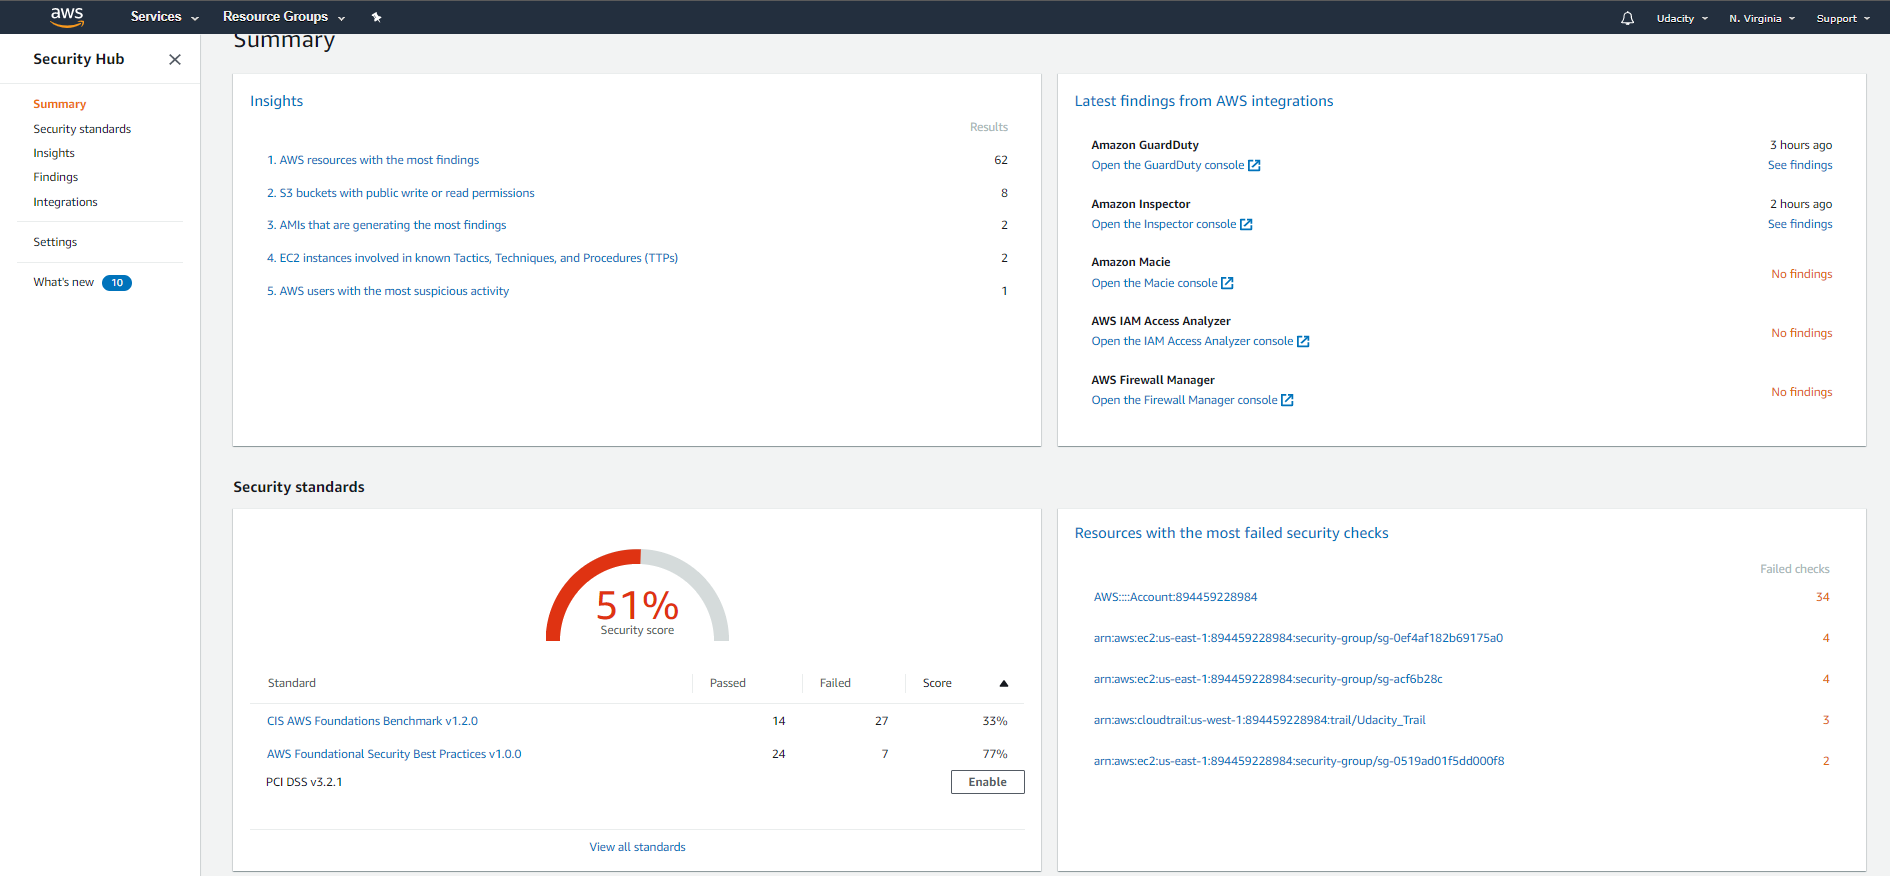 aws
Services
Resource Groups
Udacity
N. Virginia
Support
Security Hub
Summary
Security standards
Insights
Findings
Integrations
Settings
What's new 10
Summary
Insights
Results
1. AWS resources with the most findings 62
2. S3 buckets with public write or read permissions 8
3. AMIs that are generating the most findings 2
4. EC2 instances involved in known Tactics, Techniques, and Procedures (TTPs) 2
5. AWS users with the most suspicious activity 1
Latest findings from AWS integrations
Amazon GuardDuty 3 hours ago
Open the GuardDuty console See findings
Amazon Inspector 2 hours ago
Open the Inspector console See findings
Amazon Macie
No findings
Open the Macie console
AWS IAM Access Analyzer
No findings
Open the IAM Access Analyzer console
AWS Firewall Manager
No findings
Open the Firewall Manager console
Security standards
51%
Security score
Standard Passed Failed Score
CIS AWS Foundations Benchmark v1.2.0 14 27 33%
AWS Foundational Security Best Practices v1.0.0 24 7 77%
PCI DSS v3.2.1 Enable
View all standards
Resources with the most failed security checks
Failed checks
AWS::::Account:894459228984 34
arn:aws:ec2:us-east-1:894459228984:security-group/sg-0ef4af182b69175a0 4
arn:aws:ec2:us-east-1:894459228984:security-group/sg-acf6b28c 4
arn:aws:cloudtrail:us-west-1:894459228984:trail/Udacity_Trail 3
arn:aws:ec2:us-east-1:894459228984:security-group/sg-0519ad01f5dd000f8 2